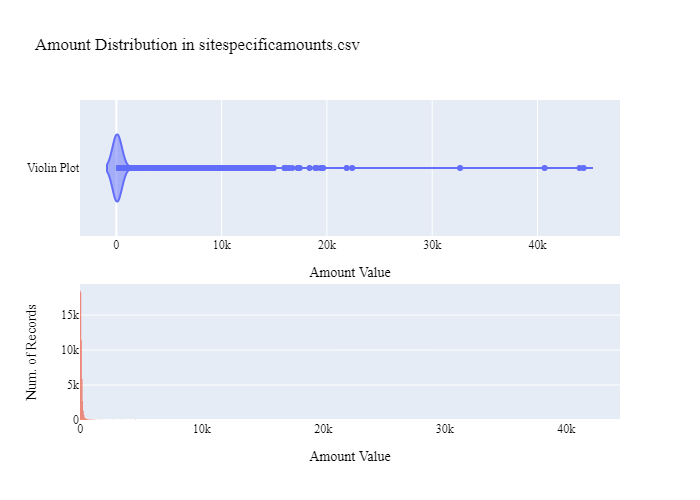 Amount Distribution in sitespecificamounts.csv
Violin Plot
0 10k 20k 30k 40k
Amount Value
Num. of Records
15k
10k
5k
0
0 10k 20k 30k 40k
Amount Value